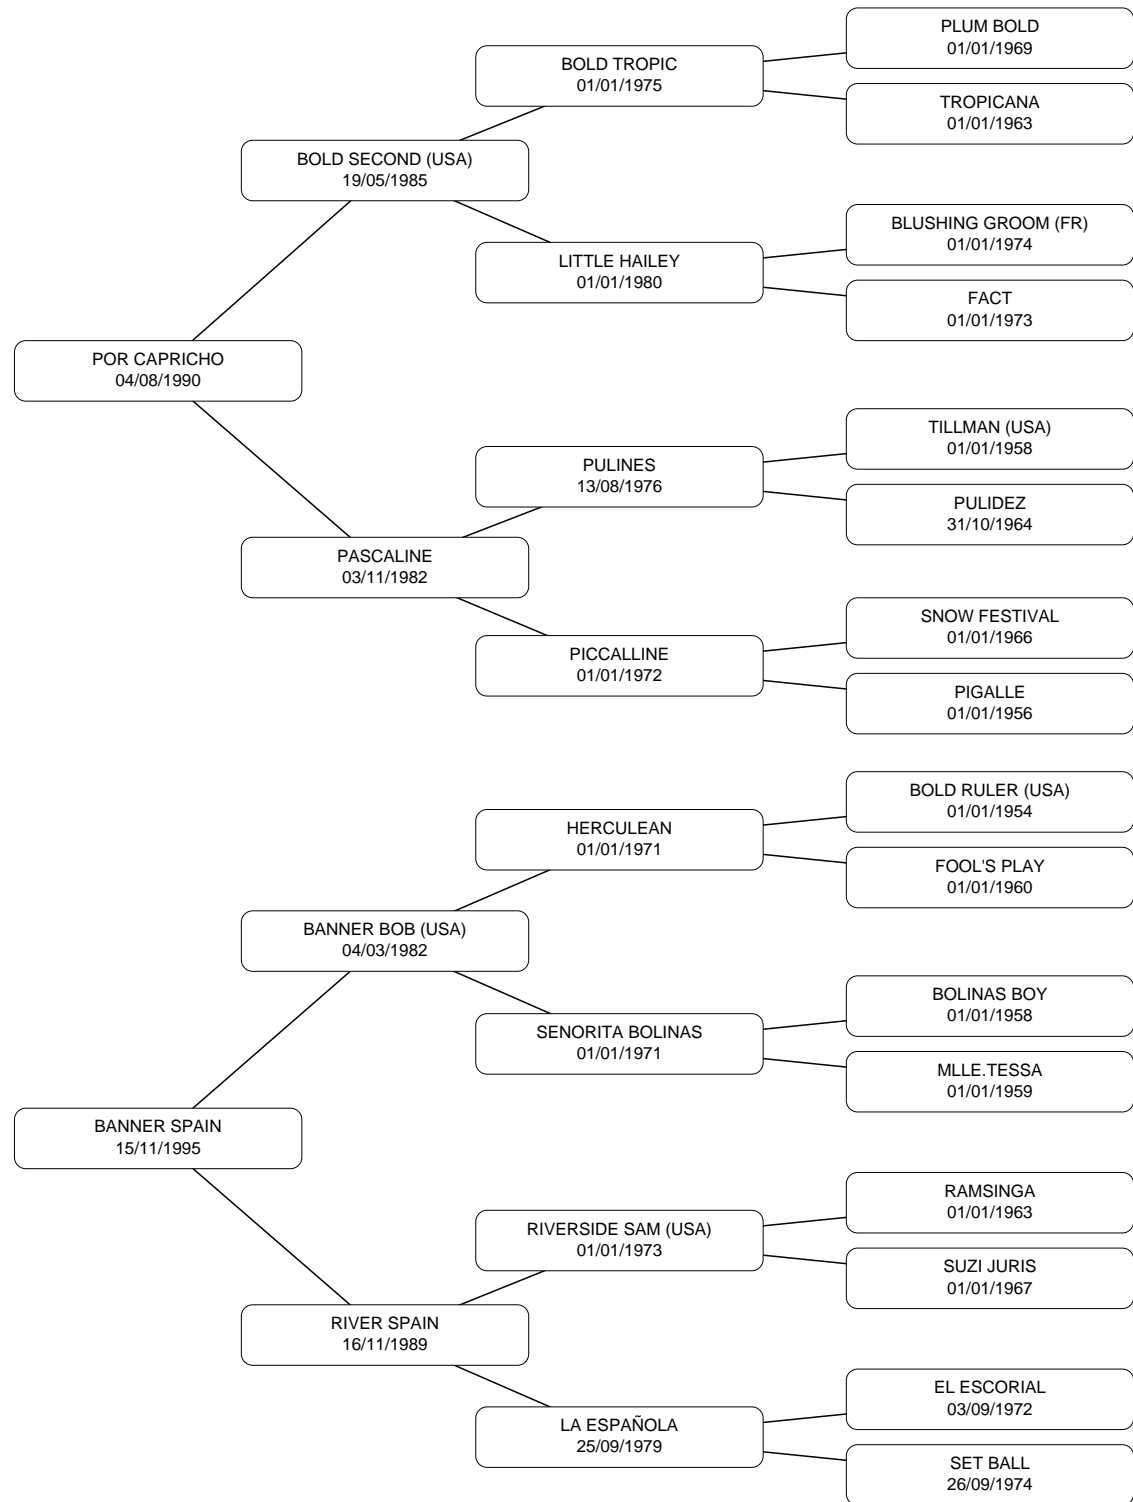 PLUM BOLD
01/01/1969
BOLD TROPIC
01/01/1975
TROPICANA
01/01/1963
BOLD SECOND (USA)
19/05/1985
BLUSHING GROOM (FR)
01/01/1974
LITTLE HAILEY
01/01/1980
FACT
01/01/1973
POR CAPRICHO
04/08/1990
TILLMAN (USA)
01/01/1958
PULINES
13/08/1976
PULIDEZ
31/10/1964
PASCALINE
03/11/1982
SNOW FESTIVAL
01/01/1966
PICCALLINE
01/01/1972
PIGALLE
01/01/1956
BOLD RULER (USA)
01/01/1954
HERCULEAN
01/01/1971
FOOL'S PLAY
01/01/1960
BANNER BOB (USA)
04/03/1982
BOLINAS BOY
01/01/1958
SENORITA BOLINAS
01/01/1971
MLLE.TESSA
01/01/1959
BANNER SPAIN
15/11/1995
RAMSINGA
01/01/1963
RIVERSIDE SAM (USA)
01/01/1973
SUZI JURIS
01/01/1967
RIVER SPAIN
16/11/1989
EL ESCORIAL
03/09/1972
LA ESPAÑOLA
25/09/1979
SET BALL
26/09/1974